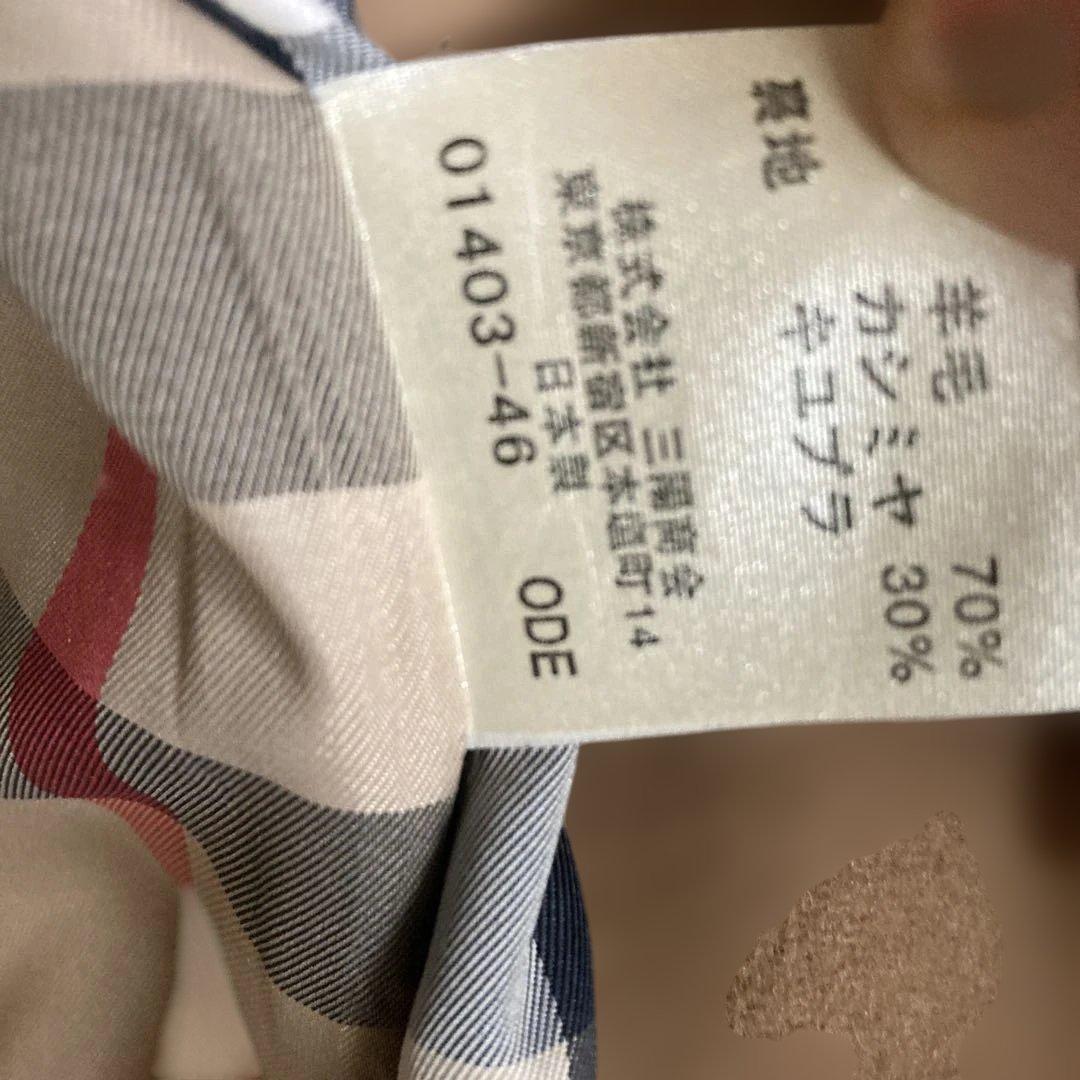 羊毛 70%
カシミヤ 30%
裏地 キュプラ
株式会社 三陽商会
東京都新宿区本塩町14
日本製
01403-46 ODE